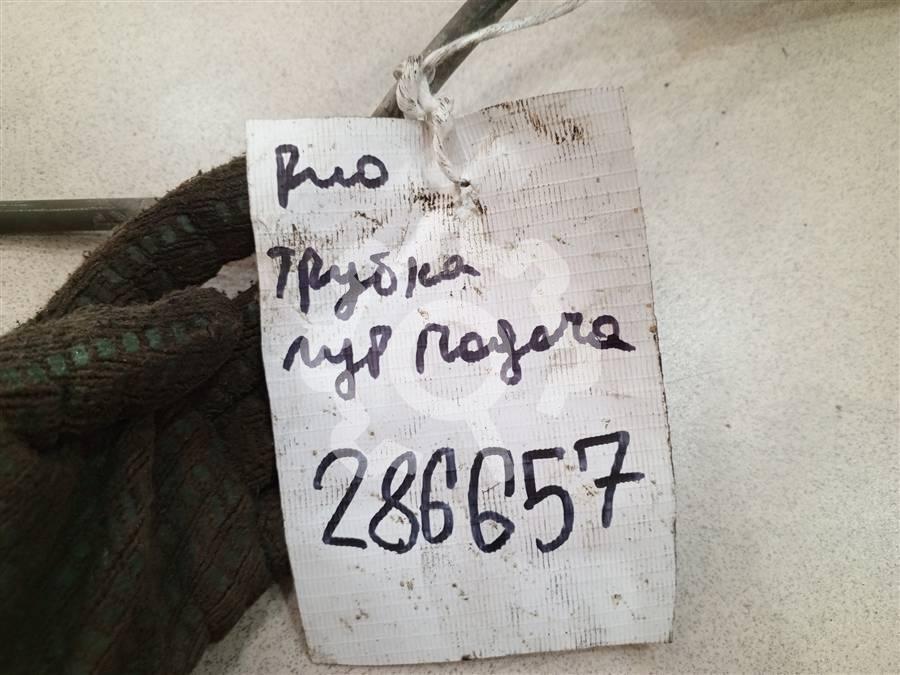 Рио
Трубка
гур подача
286657